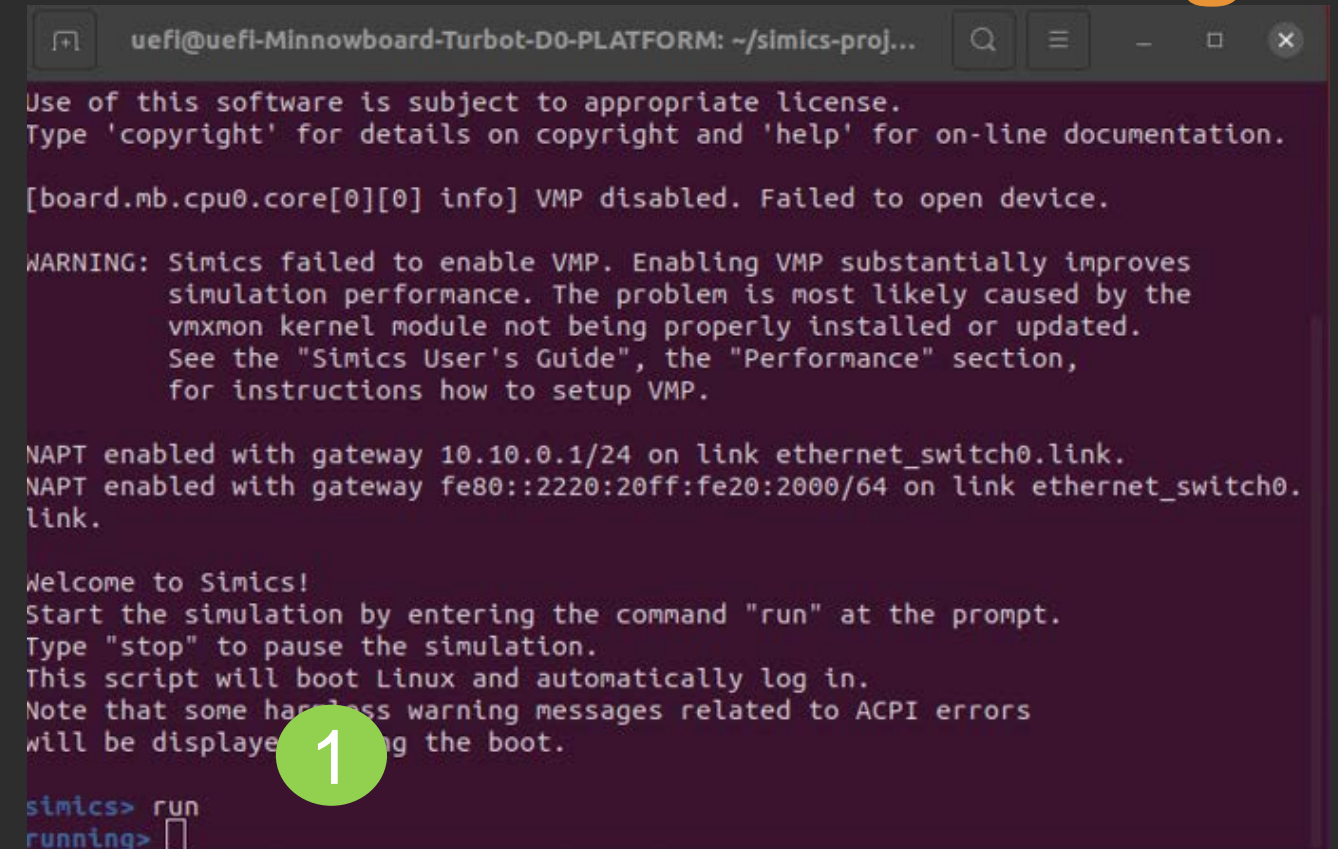 uefi@uefi-Minnowboard-Turbot-D0-PLATFORM: ~/simics-proj...
Use of this software is subject to appropriate license.
Type 'copyright' for details on copyright and 'help' for on-line documentation.
[board.mb.cpu0.core[0][0] info] VMP disabled. Failed to open device.
WARNING: Simics failed to enable VMP. Enabling VMP substantially improves
simulation performance. The problem is most likely caused by the
vmxmon kernel module not being properly installed or updated.
See the "Simics User's Guide", the "Performance" section,
for instructions how to setup VMP.
NAPT enabled with gateway 10.10.0.1/24 on link ethernet_switch0.link.
NAPT enabled with gateway fe80::2220:20ff:fe20:2000/64 on link ethernet_switch0.
link.
Welcome to Simics!
Start the simulation by entering the command "run" at the prompt.
Type "stop" to pause the simulation.
This script will boot Linux and automatically log in.
Note that some warning messages related to ACPI errors
will be the boot.
1
simics> run
running>